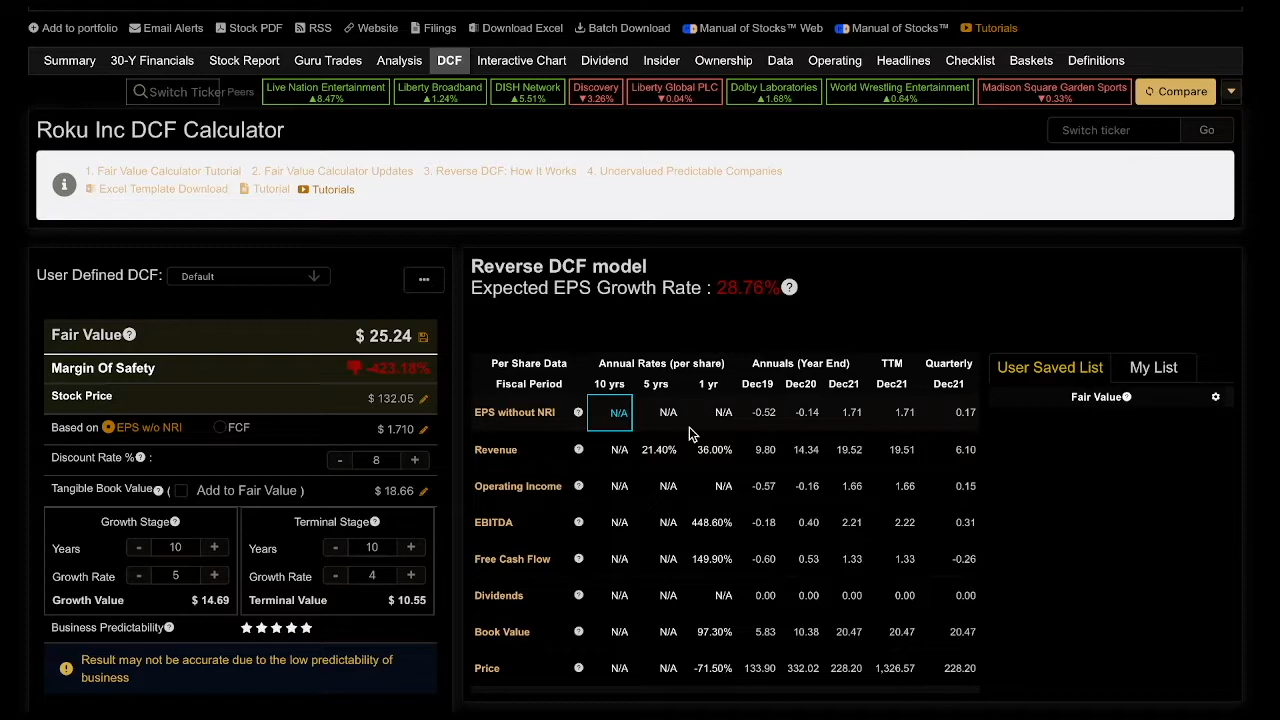 Add to portfolio Email Alerts Stock PDF RSS Website Filings Download Excel Batch Download Manual of Stocks™ Web Manual of Stocks™ Tutorials
Summary 30-Y Financials Stock Report Guru Trades Analysis DCF Interactive Chart Dividend Insider Ownership Data Operating Headlines Checklist Baskets Definitions
Switch Ticker Peers
Live Nation Entertainment Liberty Broadband DISH Network Discovery Liberty Global PLC Dolby Laboratories World Wrestling Entertainment Madison Square Garden Sports Compare
▲8.47% ▲1.24% ▲5.51% ▼3.26% ▼0.04% ▲1.68% ▲0.64% ▼0.33%
Roku Inc DCF Calculator
Switch ticker Go
1. Fair Value Calculator Tutorial 2. Fair Value Calculator Updates 3. Reverse DCF: How It Works 4. Undervalued Predictable Companies
Excel Template Download Tutorial Tutorials
User Defined DCF: Default ...
Fair Value $ 25.24
Margin Of Safety -423.18%
Stock Price $ 132.05
Based on EPS w/o NRI FCF $ 1.710
Discount Rate % : - 8 +
Tangible Book Value ( Add to Fair Value ) $ 18.66
Growth Stage Terminal Stage
Years - 10 + Years - 10 +
Growth Rate - 5 + Growth Rate - 4 +
Growth Value $ 14.69 Terminal Value $ 10.55
Business Predictability ★★★★★
Result may not be accurate due to the low predictability of
business
Reverse DCF model
Expected EPS Growth Rate : 28.76%
Per Share Data Annual Rates (per share) Annuals (Year End) TTM Quarterly
Fiscal Period 10 yrs 5 yrs 1 yr Dec19 Dec20 Dec21 Dec21 Dec21
EPS without NRI N/A N/A N/A -0.52 -0.14 1.71 1.71 0.17
Revenue N/A 21.40% 36.00% 9.80 14.34 19.52 19.51 6.10
Operating Income N/A N/A N/A -0.57 -0.16 1.66 1.66 0.15
EBITDA N/A N/A 448.60% -0.18 0.40 2.21 2.22 0.31
Free Cash Flow N/A N/A 149.90% -0.60 0.53 1.33 1.33 -0.26
Dividends N/A N/A N/A 0.00 0.00 0.00 0.00 0.00
Book Value N/A N/A 97.30% 5.83 10.38 20.47 20.47 20.47
Price N/A N/A -71.50% 133.90 332.02 228.20 1,326.57 228.20
User Saved List My List
Fair Value